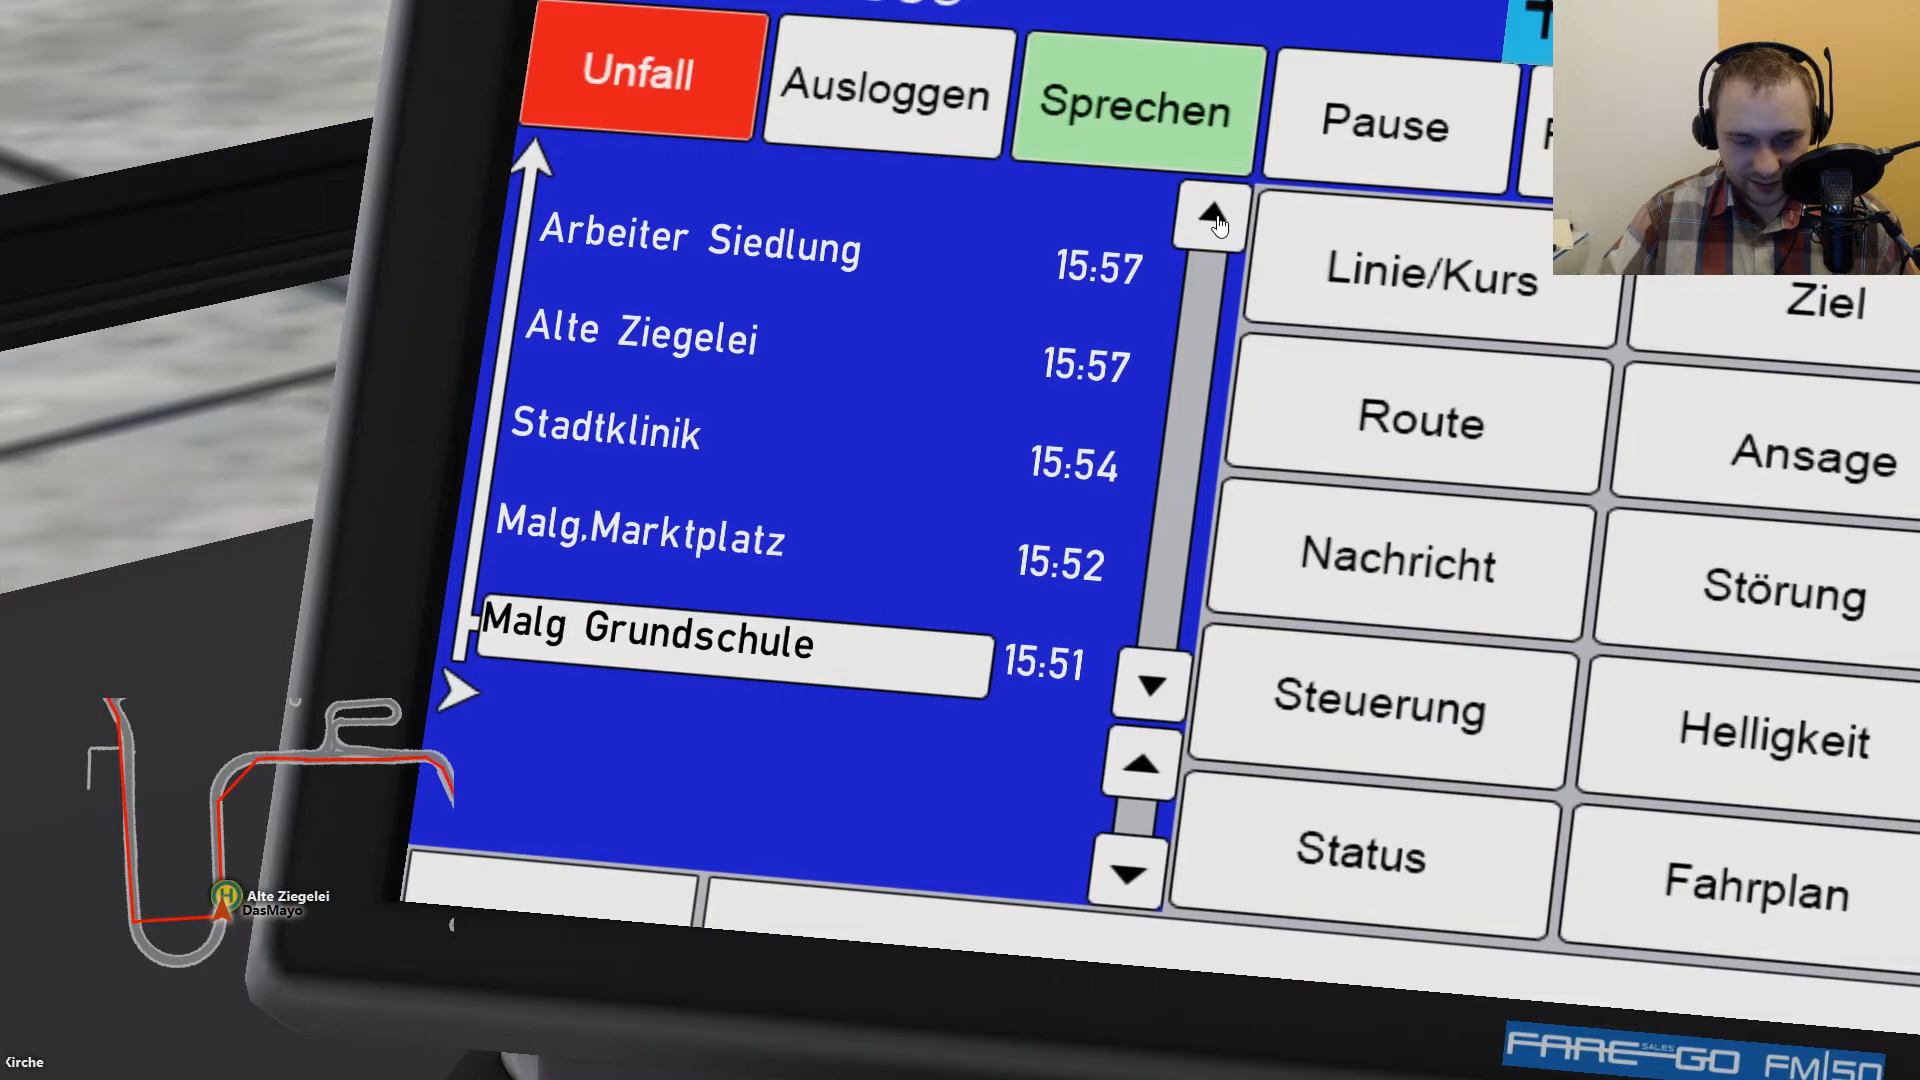 Unfall
Ausloggen
Sprechen
Pause
Arbeiter Siedlung 15:57
Alte Ziegelei 15:57
Stadtklinik 15:54
Malg,Marktplatz 15:52
Malg Grundschule 15:51
Linie/Kurs
Ziel
Route
Ansage
Nachricht
Störung
Steuerung
Helligkeit
Status
Fahrplan
Alte Ziegelei
DasMayo
Kirche
FARE SALES GO FM|50